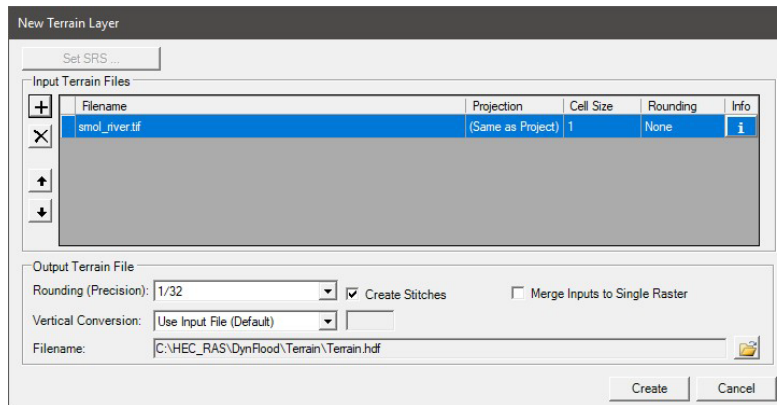 New Terrain Layer
Set SRS ...
Input Terrain Files
Filename Projection Cell Size Rounding Info
smol_river.tif (Same as Project) 1 None i
Output Terrain File
Rounding (Precision): 1/32 Create Stitches Merge Inputs to Single Raster
Vertical Conversion: Use Input File (Default)
Filename: C:\HEC_RAS\DynFlood\Terrain\Terrain.hdf
Create Cancel